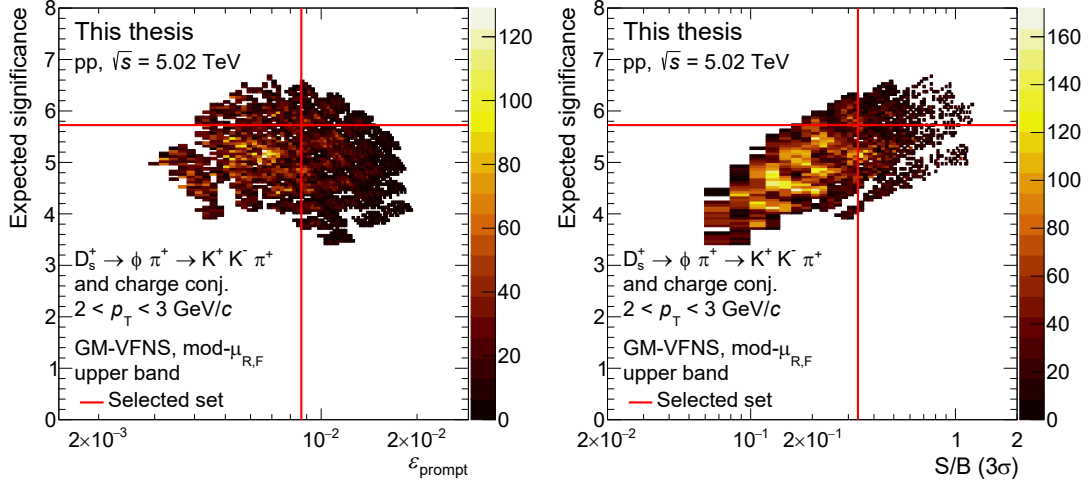 This thesis
pp, √s = 5.02 TeV
D_s^+ → ϕ π^+ → K^+ K^- π^+
and charge conj.
2 < p_T < 3 GeV/c
GM-VFNS, mod-μ_R,F
upper band
Selected set
Expected significance
0 1 2 3 4 5 6 7 8
2×10^−3 10^−2 2×10^−2
ε_prompt
0 20 40 60 80 100 120
This thesis
pp, √s = 5.02 TeV
D_s^+ → ϕ π^+ → K^+ K^- π^+
and charge conj.
2 < p_T < 3 GeV/c
GM-VFNS, mod-μ_R,F
upper band
Selected set
Expected significance
0 1 2 3 4 5 6 7 8
2×10^−2 10^−1 2×10^−1 1 2
S/B (3σ)
0 20 40 60 80 100 120 140 160